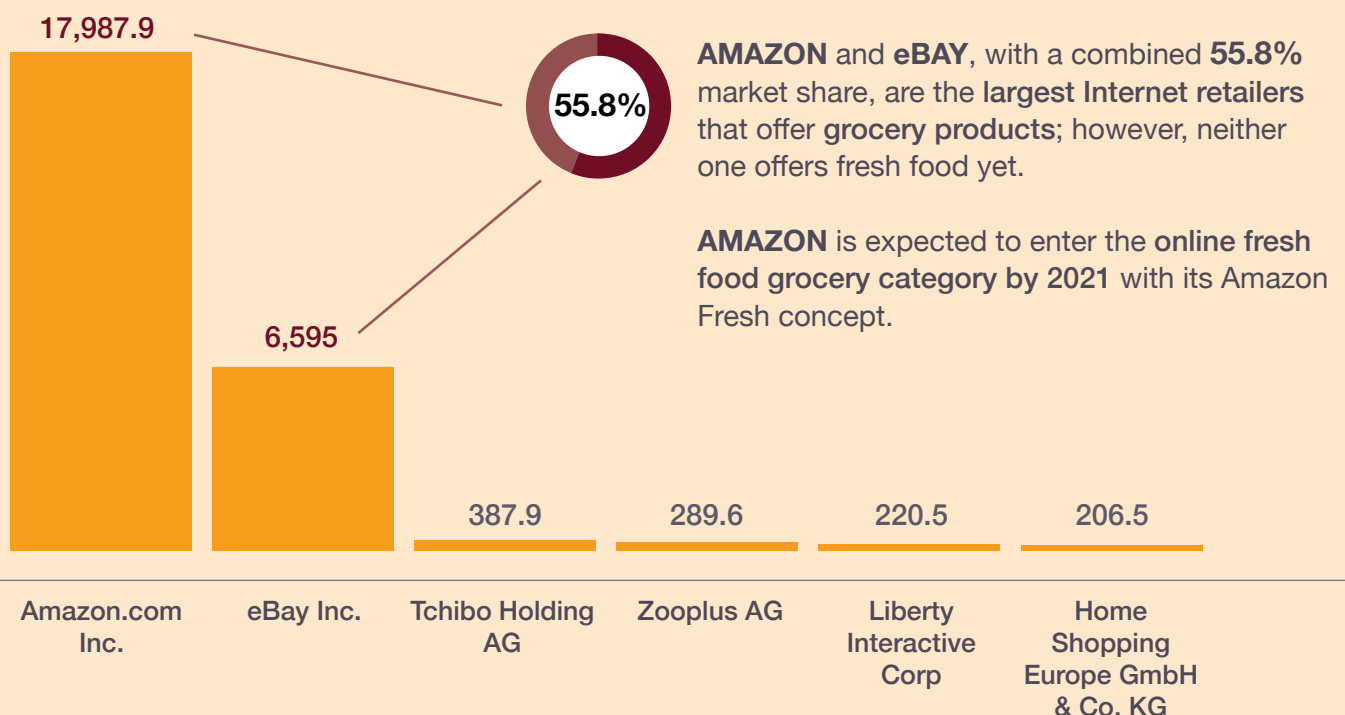 17,987.9
55.8%
AMAZON and eBAY, with a combined 55.8%
market share, are the largest Internet retailers
that offer grocery products; however, neither
one offers fresh food yet.
AMAZON is expected to enter the online fresh
food grocery category by 2021 with its Amazon
Fresh concept.
6,595
387.9
289.6
220.5
206.5
Amazon.com
Inc.
eBay Inc.
Tchibo Holding
AG
Zooplus AG
Liberty
Interactive
Corp
Home
Shopping
Europe GmbH
& Co. KG